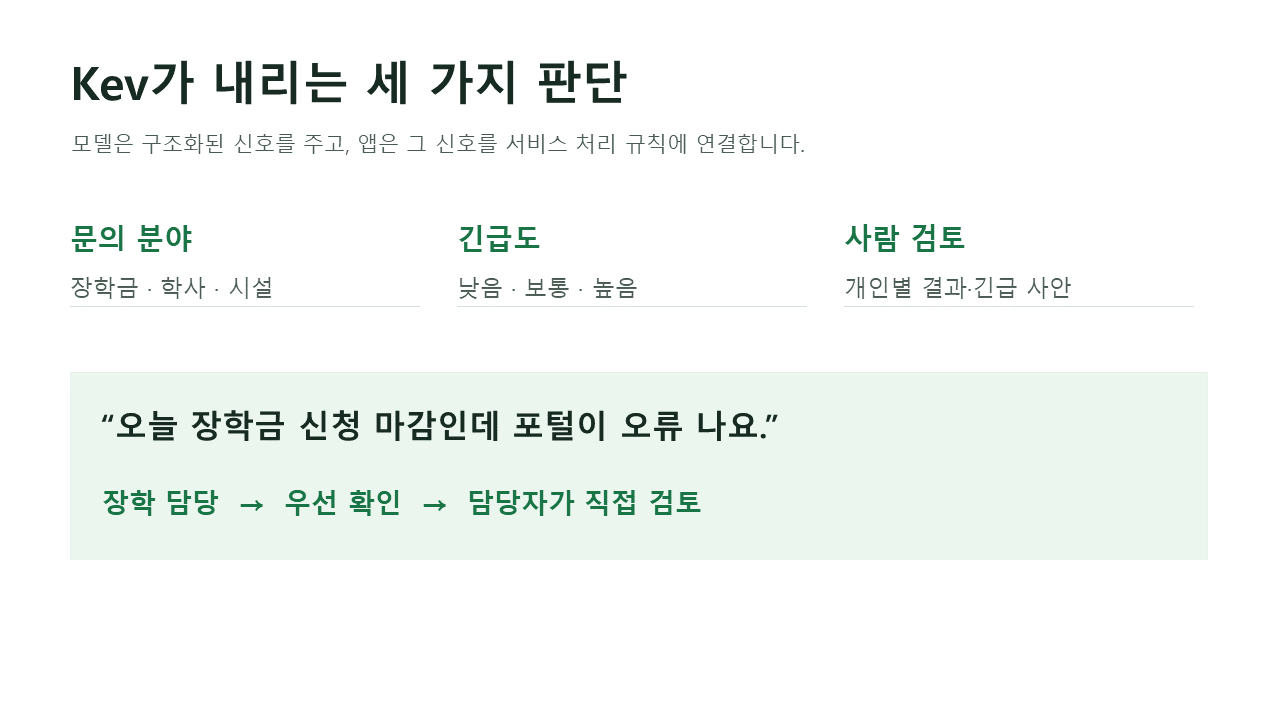 Kev가 내리는 세 가지 판단
모델은 구조화된 신호를 주고, 앱은 그 신호를 서비스 처리 규칙에 연결합니다.
문의 분야
장학금 · 학사 · 시설
긴급도
낮음 · 보통 · 높음
사람 검토
개인별 결과·긴급 사안
“오늘 장학금 신청 마감인데 포털이 오류 나요.”
장학 담당 → 우선 확인 → 담당자가 직접 검토